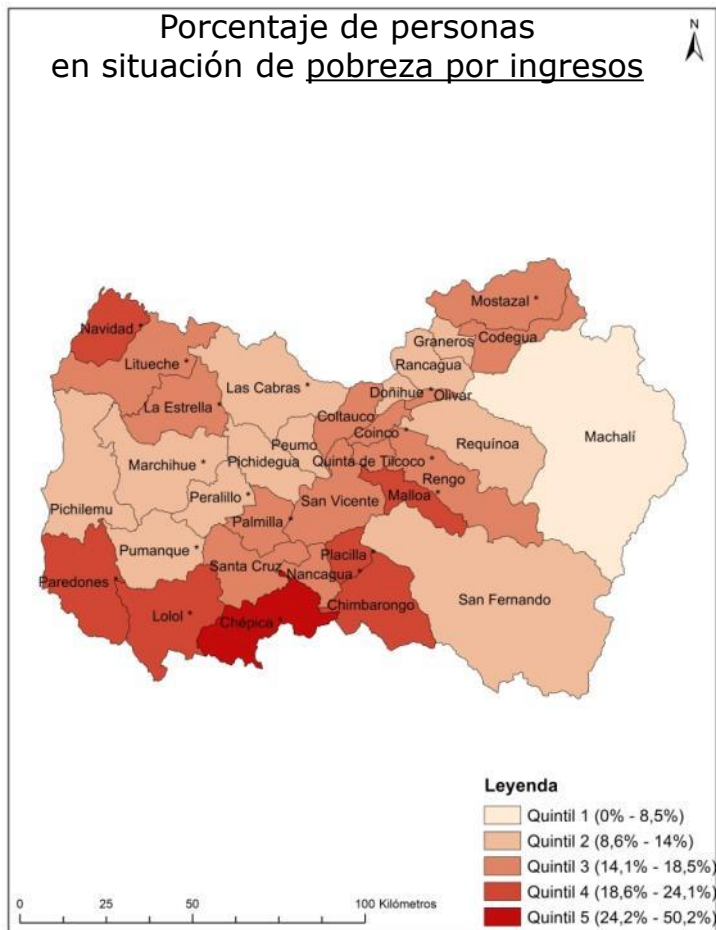 Porcentaje de personas
en situación de pobreza por ingresos
N
Mostazal *
Navidad *
Graneros
Codegua
Litueche *
Rancagua
Las Cabras *
Doñihue *
Olivar
La Estrella *
Coltauco
Coinco *
Machalí
Peumo
Requínoa
Marchihue *
Pichidegua
Quinta de Tilcoco *
Rengo
Peralillo *
Malloa *
San Vicente
Pichilemu
Palmilla *
Pumanque *
Placilla *
Santa Cruz *
Paredones *
Nancagua *
San Fernando
Chimbarongo
Lolol *
Chépica *
Leyenda
Quintil 1 (0% - 8,5%)
Quintil 2 (8,6% - 14%)
Quintil 3 (14,1% - 18,5%)
Quintil 4 (18,6% - 24,1%)
Quintil 5 (24,2% - 50,2%)
0 25 50 100 Kilómetros